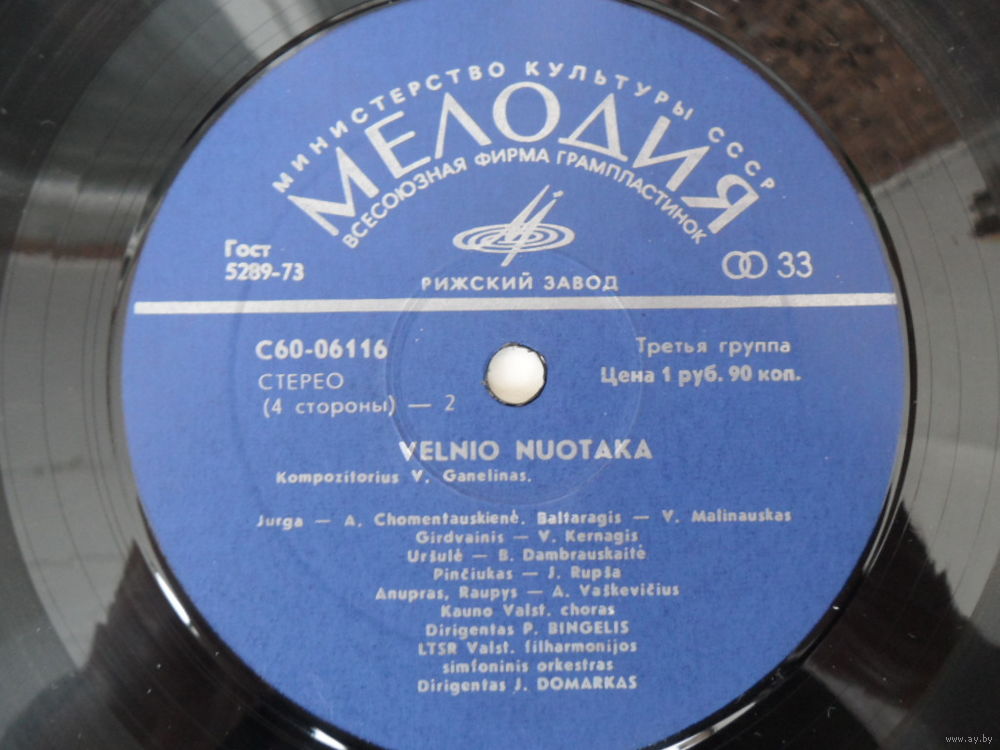 МИНИСТЕРСТВО КУЛЬТУРЫ СССР
МЕЛОДИЯ
ВСЕСОЮЗНАЯ ФИРМА ГРАМПЛАСТИНОК
РИЖСКИЙ ЗАВОД
Гост
5289-73
33
С60-06116
СТЕРЕО
(4 стороны) — 2
Третья группа
Цена 1 руб. 90 коп.
VELNIO NUOTAKA
Kompozitorius V. Ganelinas.
Jurga — A. Chomentauskienė. Baltaragis — V. Malinauskas
Girdvainis — V. Kernagis
Uršulė — B. Dambrauskaitė
Pinčiukas — J. Rupša
Anupras, Raupys — A. Vaškevičius
Kauno Valst. choras
Dirigentas P. BINGELIS
LTSR Valst. filharmonijos
simfoninis orkestras
Dirigentas J. DOMARKAS
www.ay.by